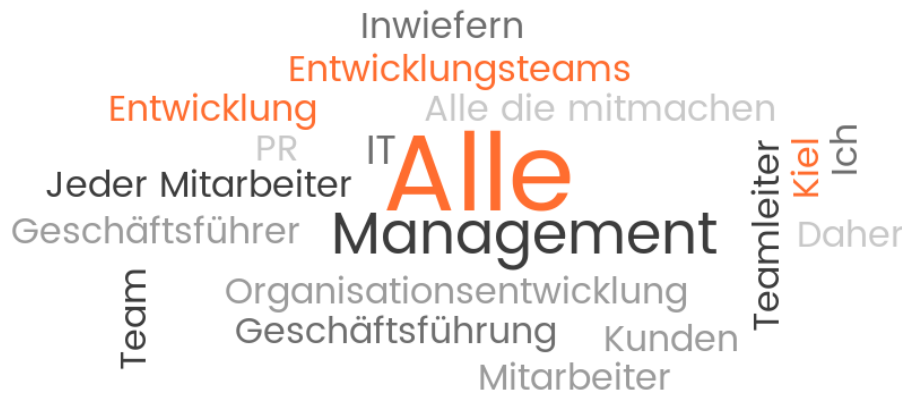 Inwiefern
Entwicklungsteams
Entwicklung
Alle die mitmachen
PR
IT
Alle
Jeder Mitarbeiter
Teamleiter
Kiel
Ich
Geschäftsführer
Management
Daher
Team
Organisationsentwicklung
Geschäftsführung
Kunden
Mitarbeiter